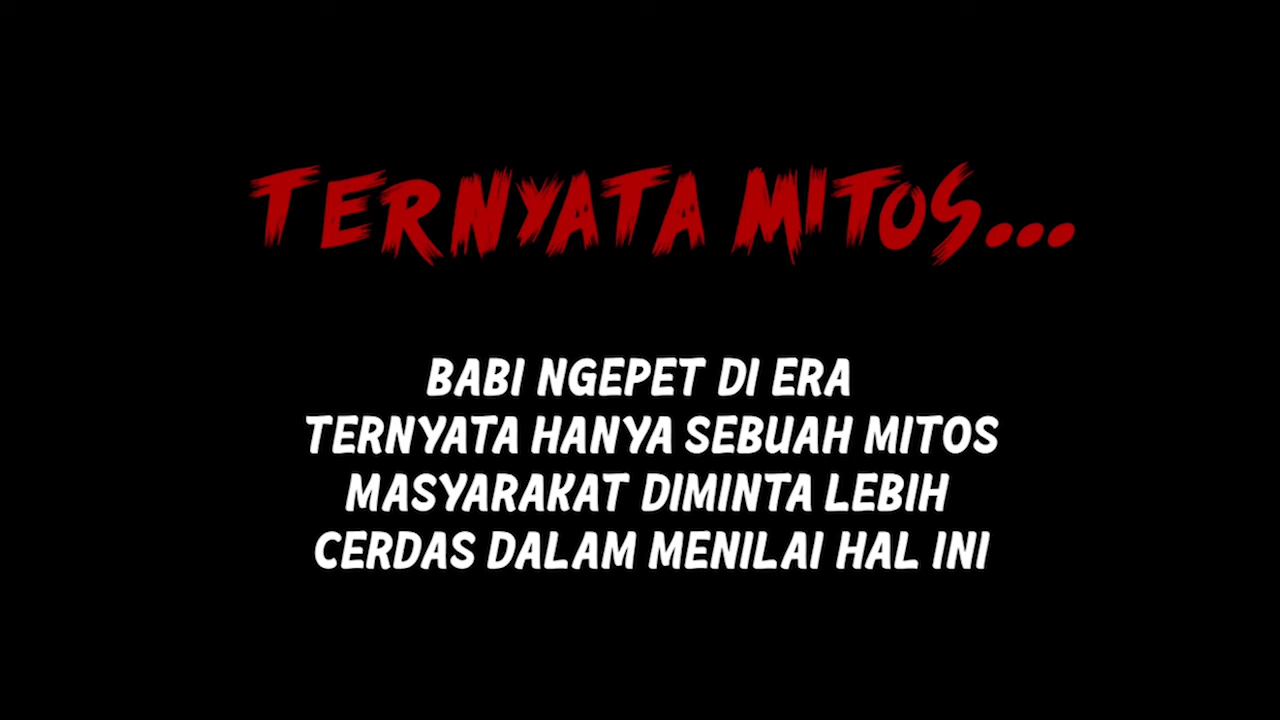 TERNYATA MITOS...
BABI NGEPET DI ERA
TERNYATA HANYA SEBUAH MITOS
MASYARAKAT DIMINTA LEBIH
CERDAS DALAM MENILAI HAL INI